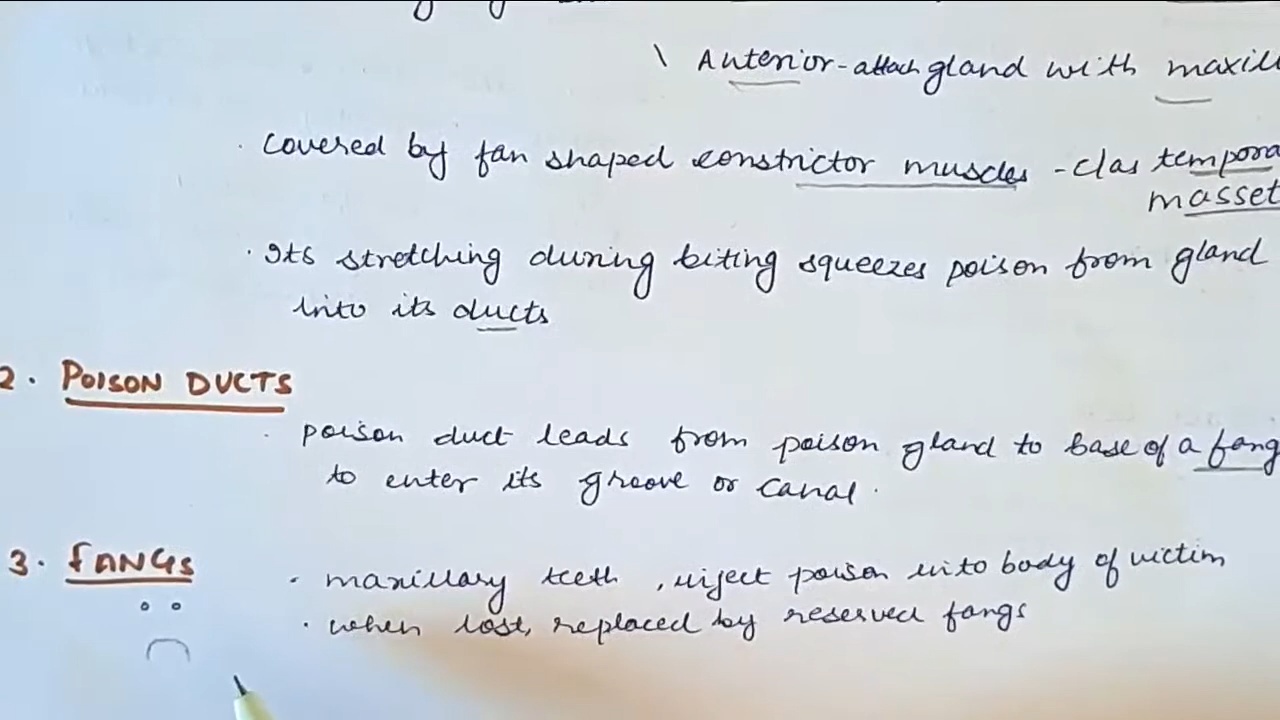 \ Anterior - attach gland with maxill
· covered by fan shaped constrictor muscles - clas tempora
masset
· Its stretching during biting squeezes poison from gland
into its ducts
2. POISON DUCTS
· poison duct leads from poison gland to base of a fang
to enter its groove or canal.
3. FANGS
· maxillary teeth, inject poison into body of victim
· when lost, replaced by reserved fangs